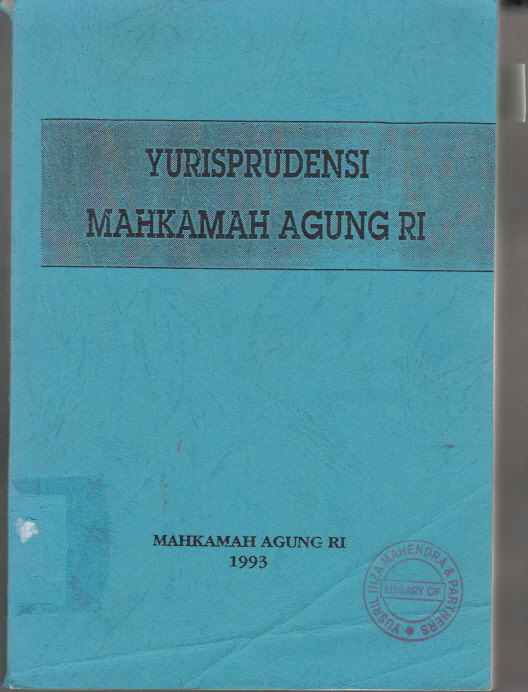 YURISPRUDENSI
MAHKAMAH AGUNG RI
MAHKAMAH AGUNG RI
1993
YUSRIL IHZA MAHENDRA & PARTNERS
LIBRARY OF